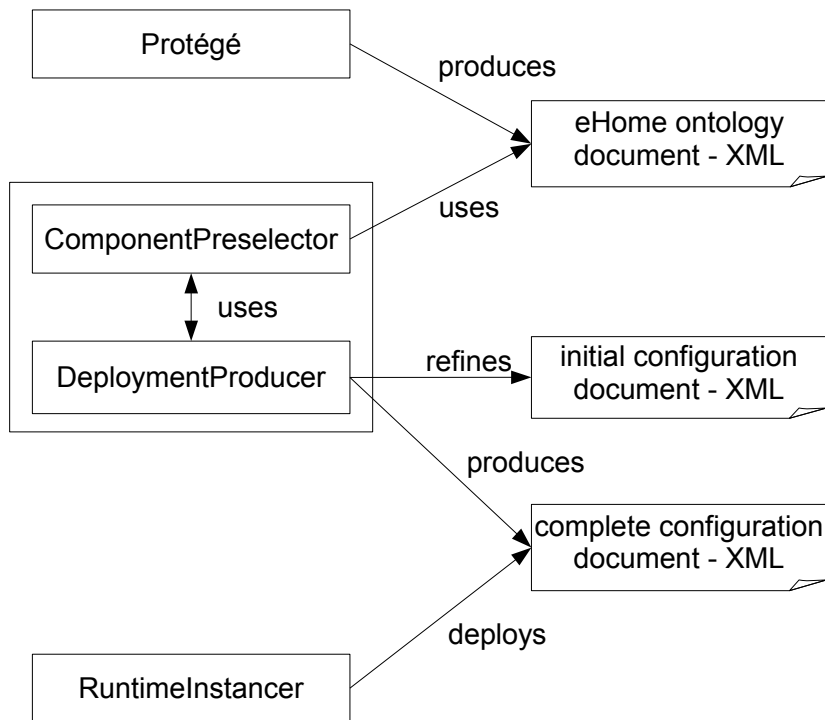 Protégé
produces
eHome ontology
document - XML
ComponentPreselector
uses
uses
DeploymentProducer
refines
initial configuration
document - XML
produces
complete configuration
document - XML
deploys
RuntimeInstancer